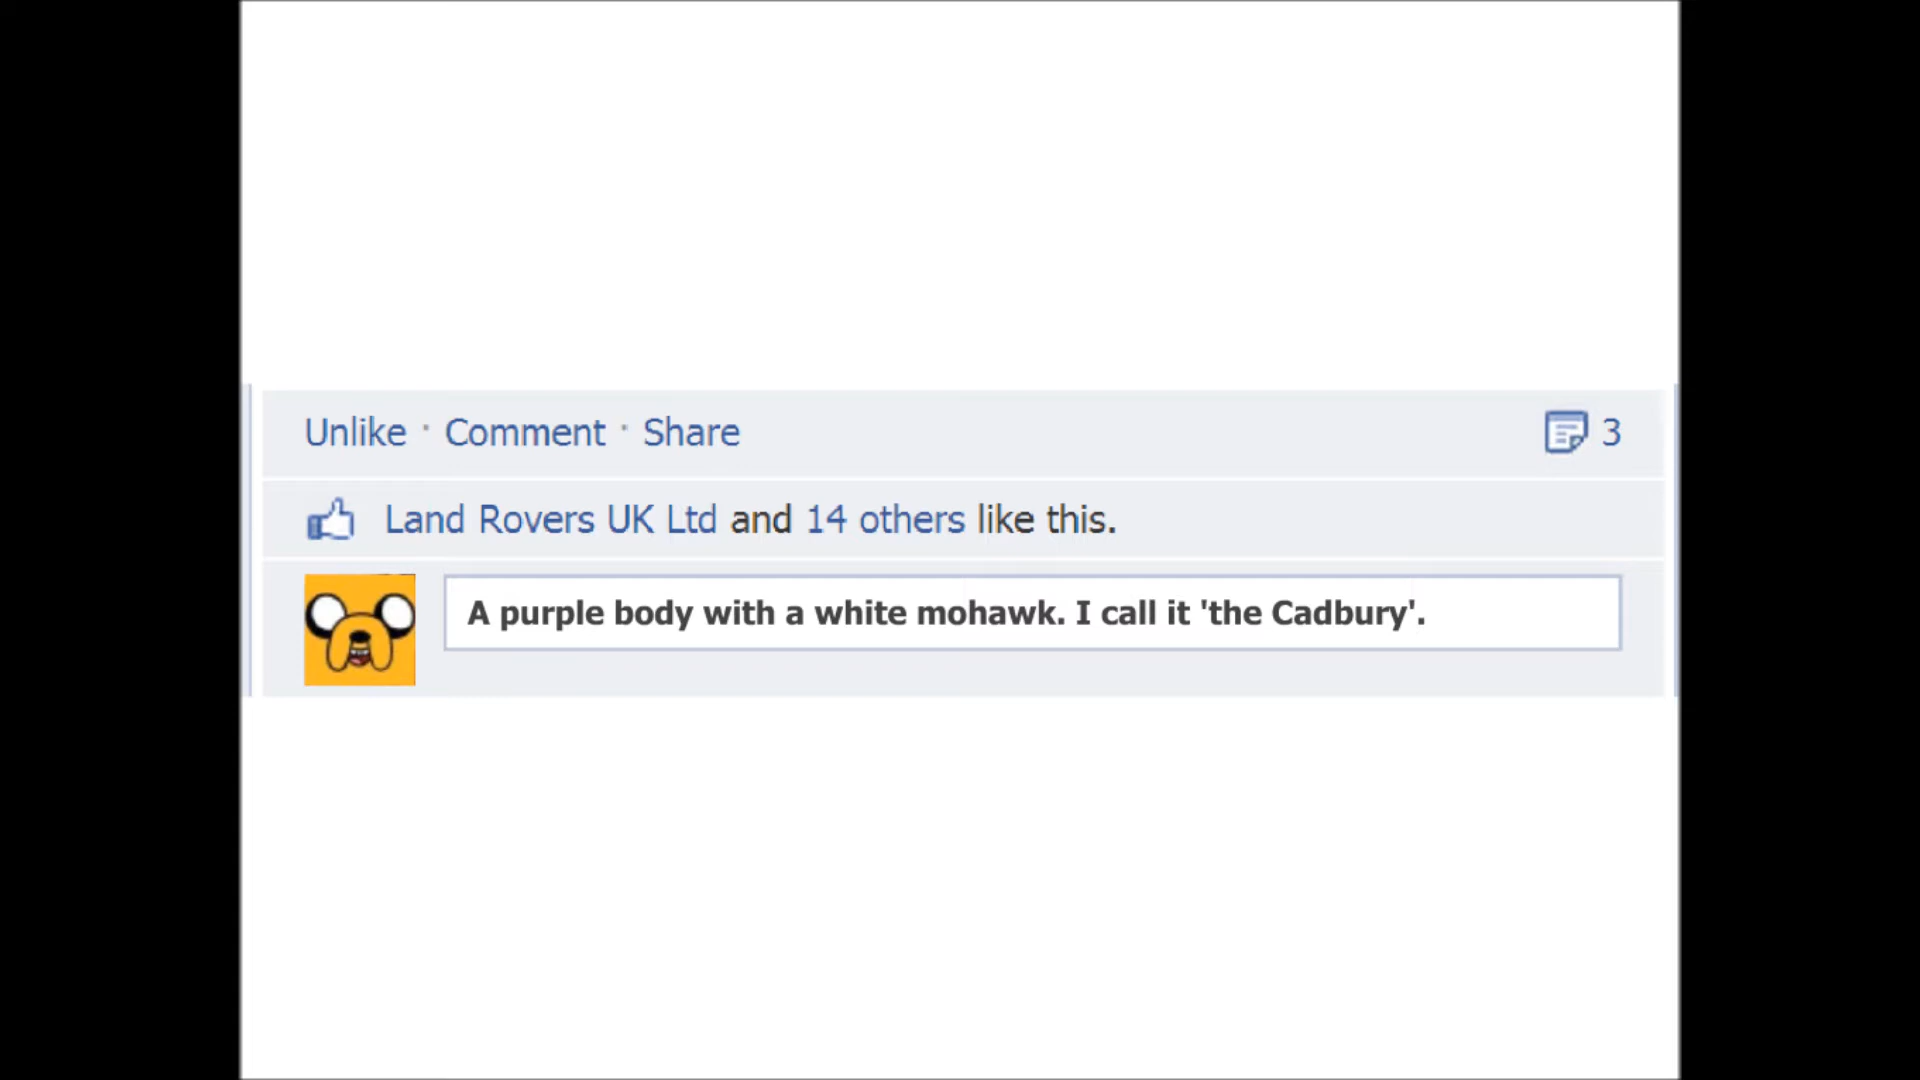 Unlike · Comment · Share 3
Land Rovers UK Ltd and 14 others like this.
A purple body with a white mohawk. I call it 'the Cadbury'.